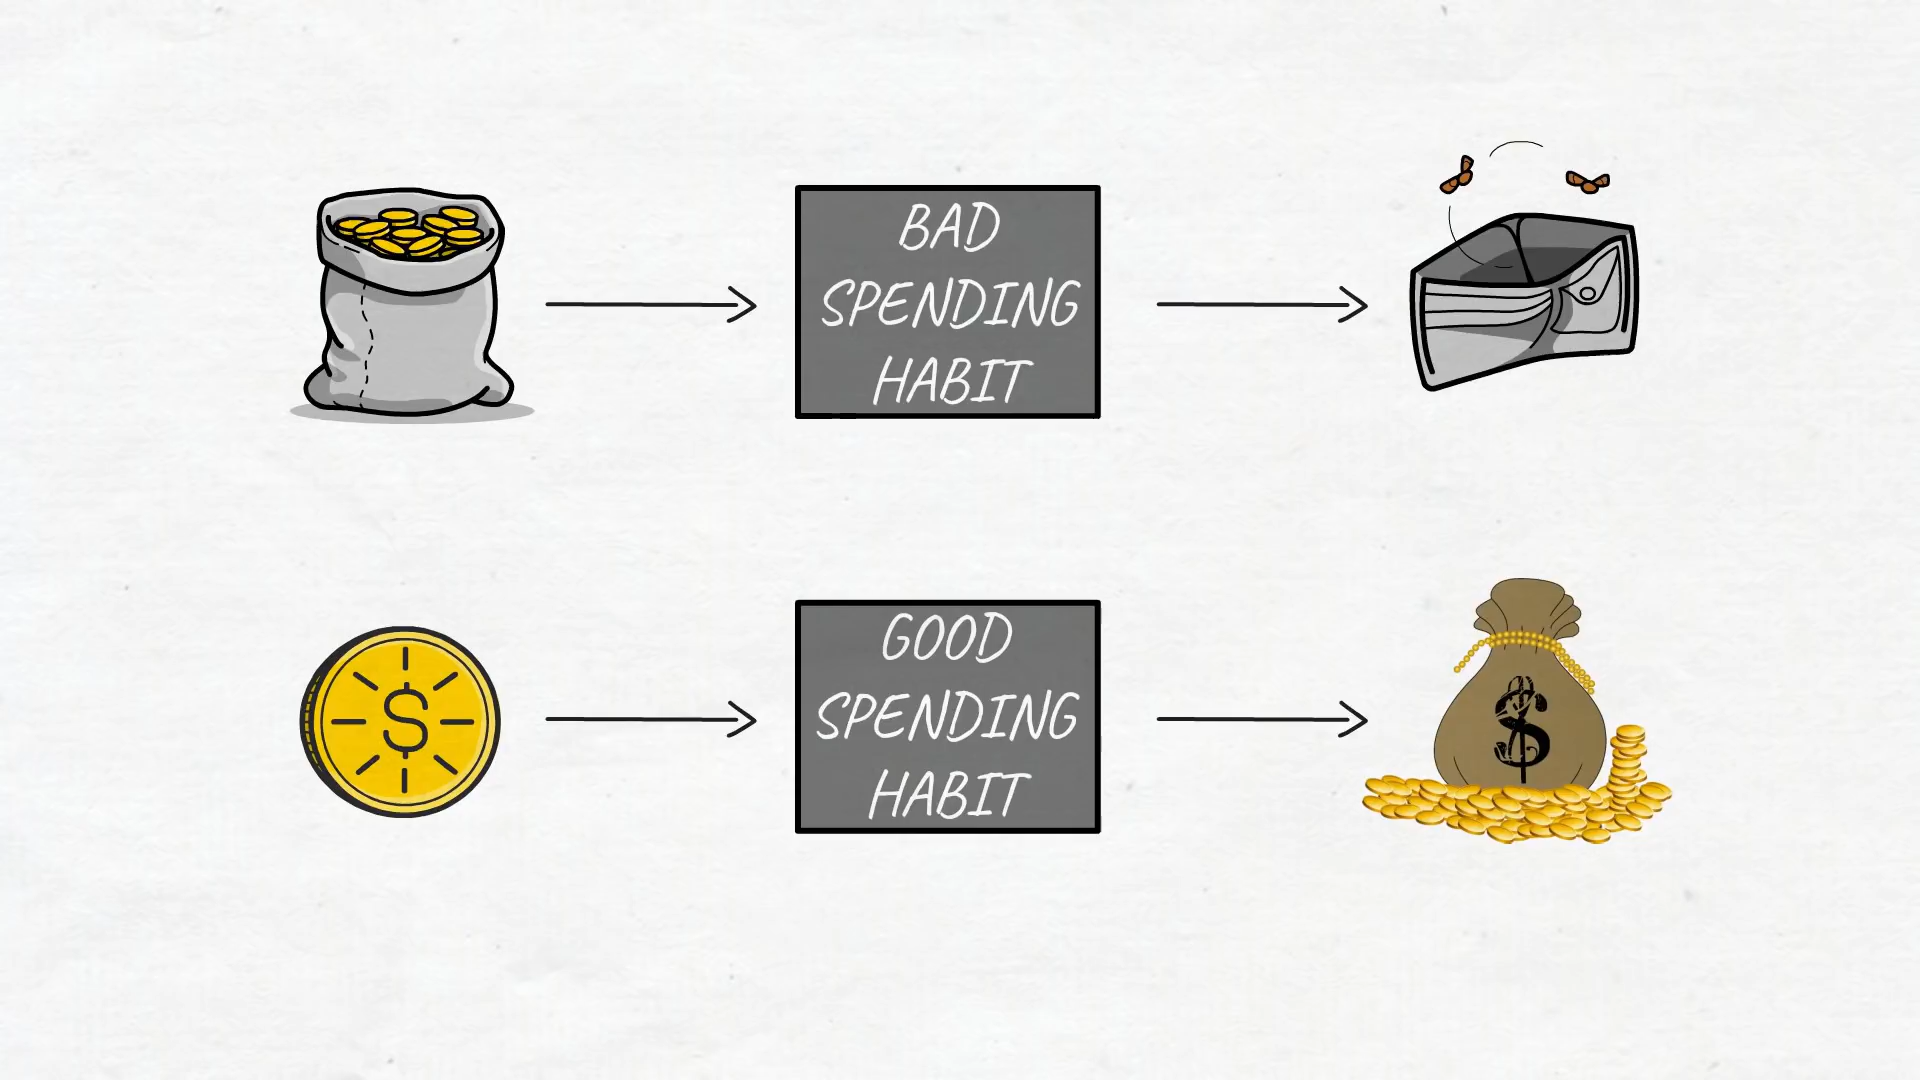 BAD
SPENDING
HABIT
$
GOOD
SPENDING
HABIT
$